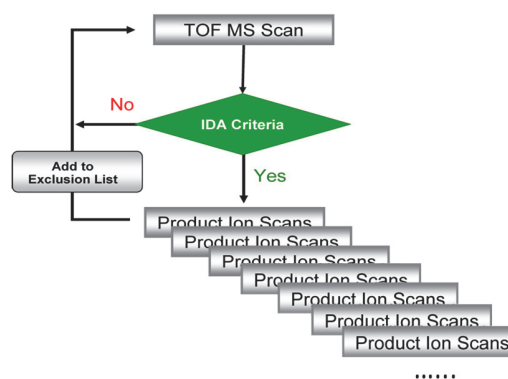 TOF MS Scan
No
IDA Criteria
Add to
Exclusion List
Yes
Product Ion Scans
Product Ion Scans
Product Ion Scans
Product Ion Scans
Product Ion Scans
Product Ion Scans
Product Ion Scans
......